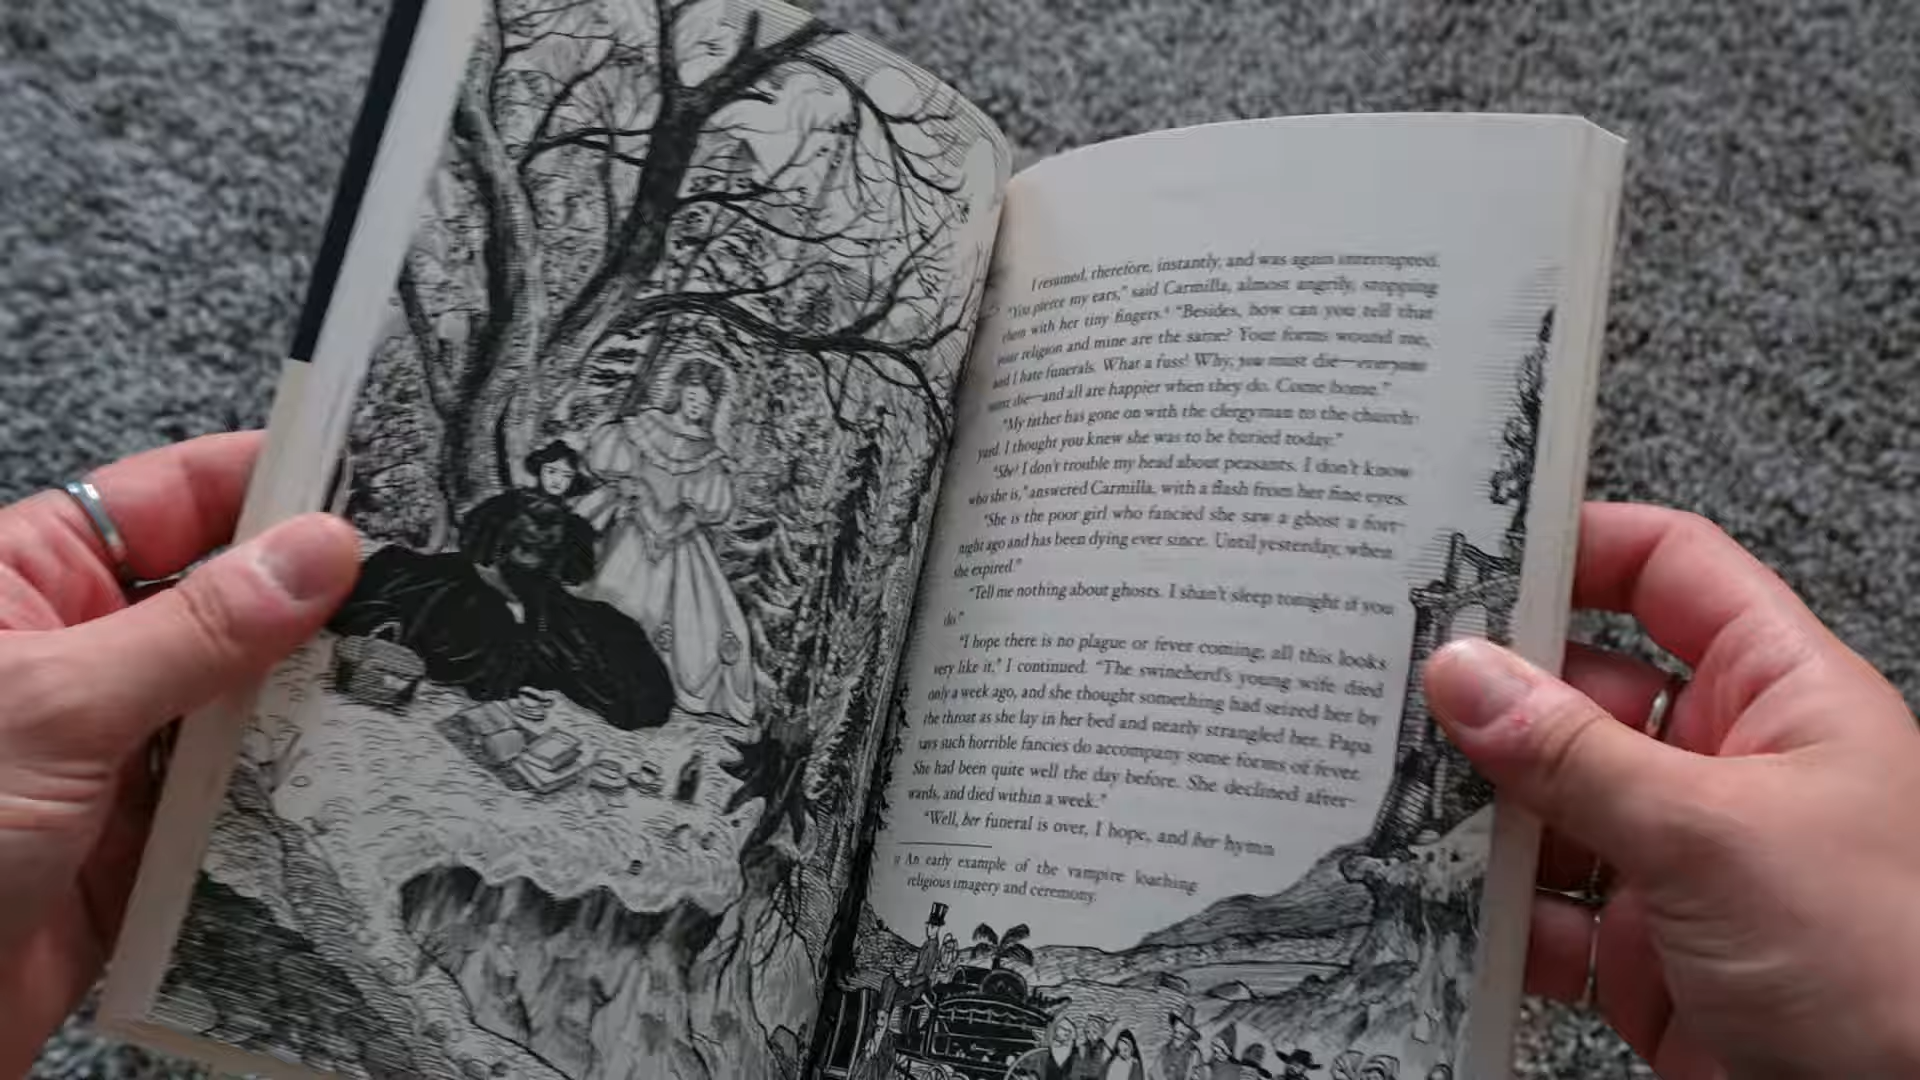 I resumed, therefore, instantly, and was again interrupted.
"You pierce my ears," said Carmilla, almost angrily, stopping
them with her tiny fingers.⁹ "Besides, how can you tell that
your religion and mine are the same? Your forms wound me,
and I hate funerals. What a fuss! Why, you must die—everyone
must die—and all are happier when they do. Come home."
"My father has gone on with the clergyman to the church-
yard. I thought you knew she was to be buried today."
"She? I don't trouble my head about peasants. I don't know
who she is," answered Carmilla, with a flash from her fine eyes.
"She is the poor girl who fancied she saw a ghost a fort-
night ago and has been dying ever since. Until yesterday, when
she expired."
"Tell me nothing about ghosts. I shan't sleep tonight if you
do."
"I hope there is no plague or fever coming; all this looks
very like it," I continued. "The swineherd's young wife died
only a week ago, and she thought something had seized her by
the throat as she lay in her bed and nearly strangled her. Papa
says such horrible fancies do accompany some forms of fever.
She had been quite well the day before. She declined after-
wards, and died within a week."
"Well, her funeral is over, I hope, and her hymn
9 An early example of the vampire loathing
religious imagery and ceremony.